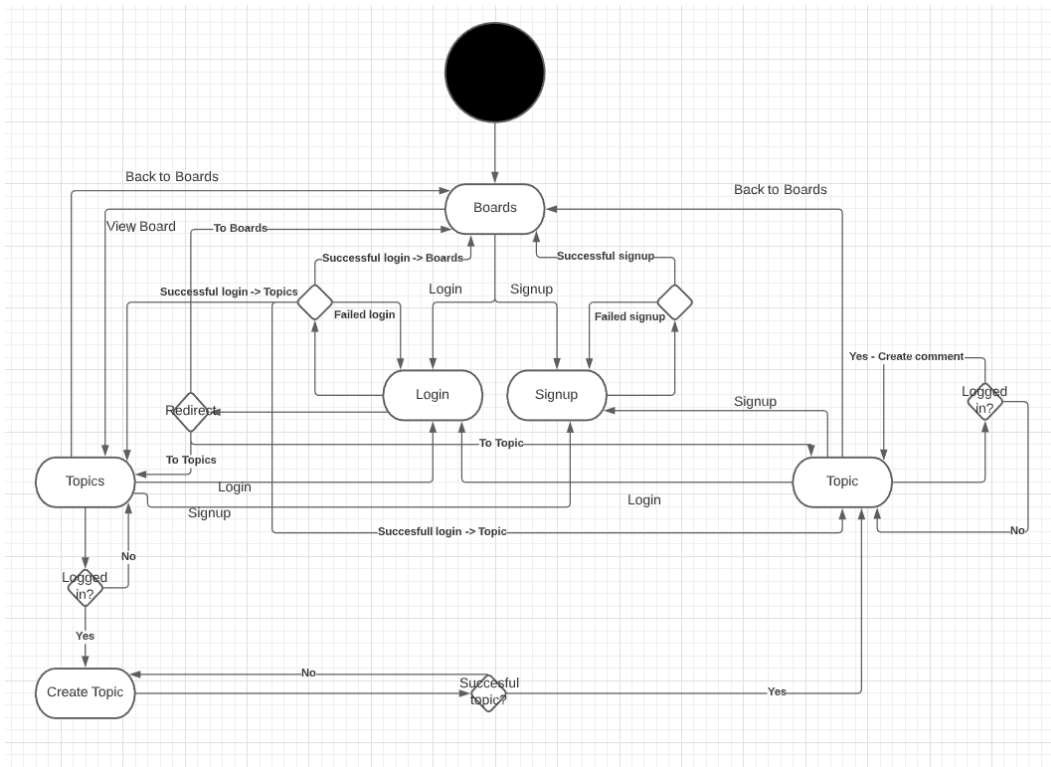 Back to Boards
Back to Boards
Boards
View Board
To Boards
Successful login -> Boards
Successful signup
Successful login -> Topics
Login
Signup
Failed login
Failed signup
Yes - Create comment
Logged
in?
Login
Signup
Signup
Redirect
To Topic
To Topics
Topics
Login
Topic
Login
Signup
Succesfull login -> Topic
No
No
Logged
in?
Yes
No
Create Topic
Succesful
topic?
Yes